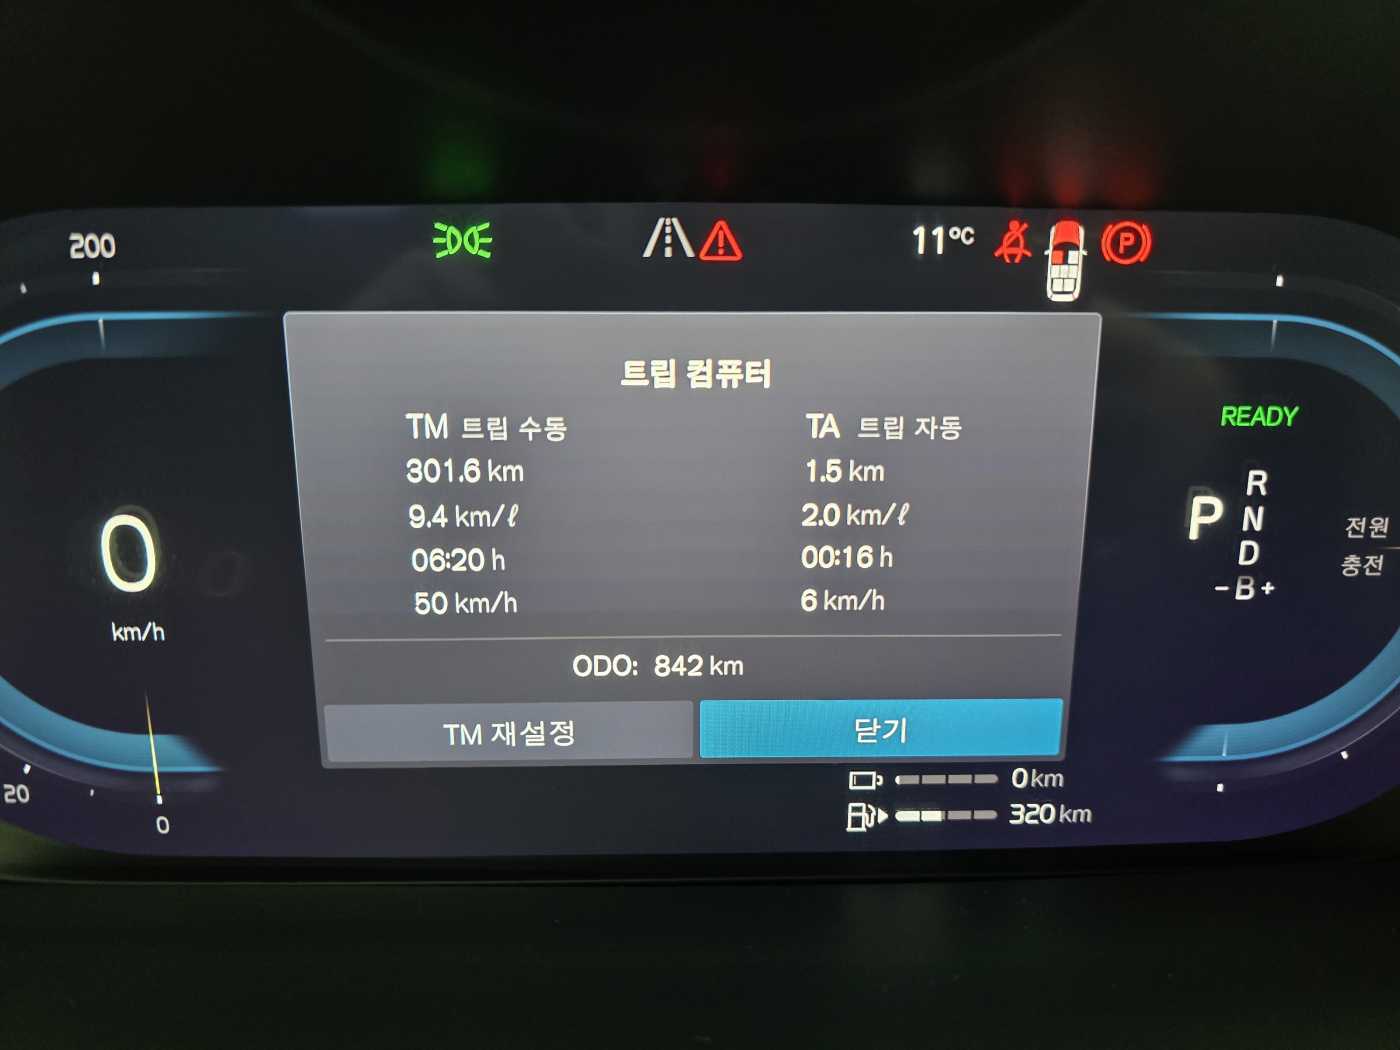 200
11°C
트립 컴퓨터
TM 트립 수동
301.6 km
9.4 km/ℓ
06:20 h
50 km/h
TA 트립 자동
1.5 km
2.0 km/ℓ
00:16 h
6 km/h
ODO: 842 km
TM 재설정
닫기
0
km/h
20
0
READY
P
R
N
D
-B+
전원
충전
0 km
320 km